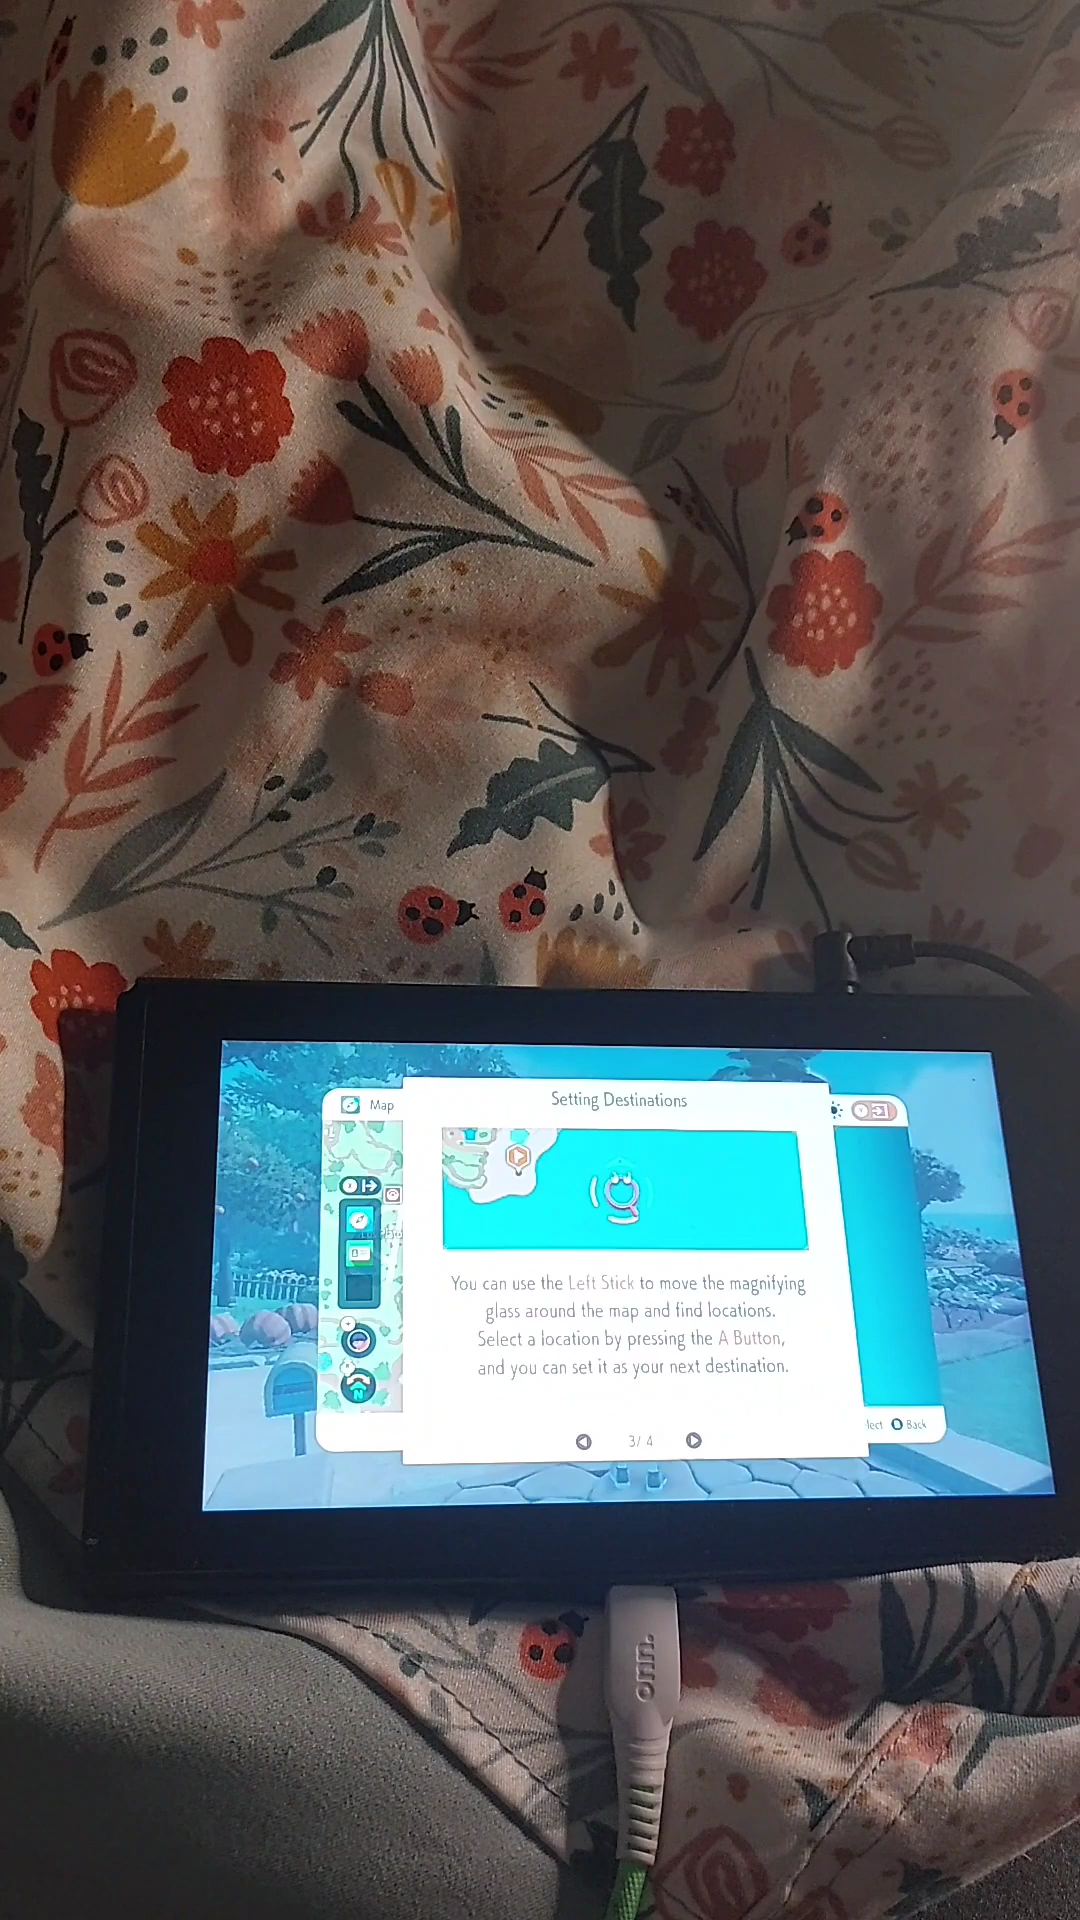 Setting Destinations
Map
You can use the Left Stick to move the magnifying
glass around the map and find locations.
Select a location by pressing the A Button,
and you can set it as your next destination.
3/4
lect B Back
N
onn.